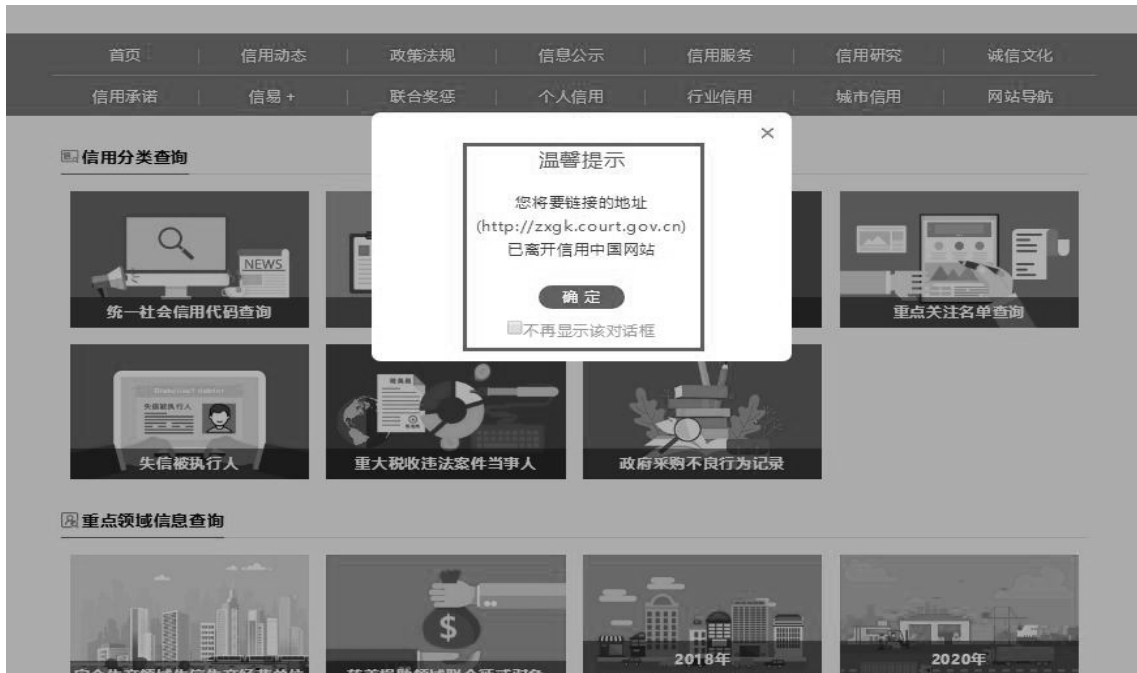 首页
信用动态
政策法规
信息公示
信用服务
信用研究
诚信文化
信用承诺
信易 +
联合奖惩
个人信用
行业信用
城市信用
网站导航
信用分类查询
温馨提示
您将要链接的地址
(http://zxgk.court.gov.cn)
已离开信用中国网站
确 定
不再显示该对话框
NEWS
统一社会信用代码查询
重点关注名单查询
失信被执行人
失信被执行人
重大税收违法案件当事人
政府采购不良行为记录
重点领域信息查询
2018年
2020年